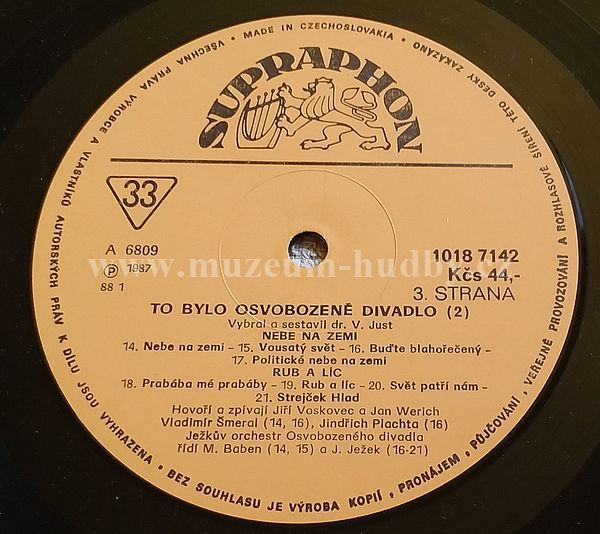 VŠECHNA PRÁVA VÝROBCE A VLASTNÍKŮ AUTORSKÝCH PRÁV K DÍLU JSOU VYHRAZENA. • BEZ SOUHLASU JE VÝROBA KOPIÍ, PRONÁJEM, PŮJČOVÁNÍ, VEŘEJNÉ PROVOZOVÁNÍ A ROZHLASOVÉ ŠÍŘENÍ TÉTO DESKY ZAKÁZÁNO • MADE IN CZECHOSLOVAKIA •
SUPRAPHON
33
A 6809
Ⓟ 1987
88 1
1018 7142
Kčs 44,-
3. STRANA
www.muzeum-hudby.cz
TO BYLO OSVOBOZENÉ DIVADLO (2)
Vybral a sestavil dr. V. Just
NEBE NA ZEMI
14. Nebe na zemi - 15. Vousatý svět - 16. Buďte blahořečený -
17. Politické nebe na zemi
RUB A LÍC
18. Prabába mé prabáby - 19. Rub a líc - 20. Svět patří nám -
21. Strejček Hlad
Hovoří a zpívají Jiří Voskovec a Jan Werich
Vladimír Šmeral (14, 16), Jindřich Plachta (16)
Ježkův orchestr Osvobozeného divadla
řídí M. Baben (14, 15) a J. Ježek (16-21)